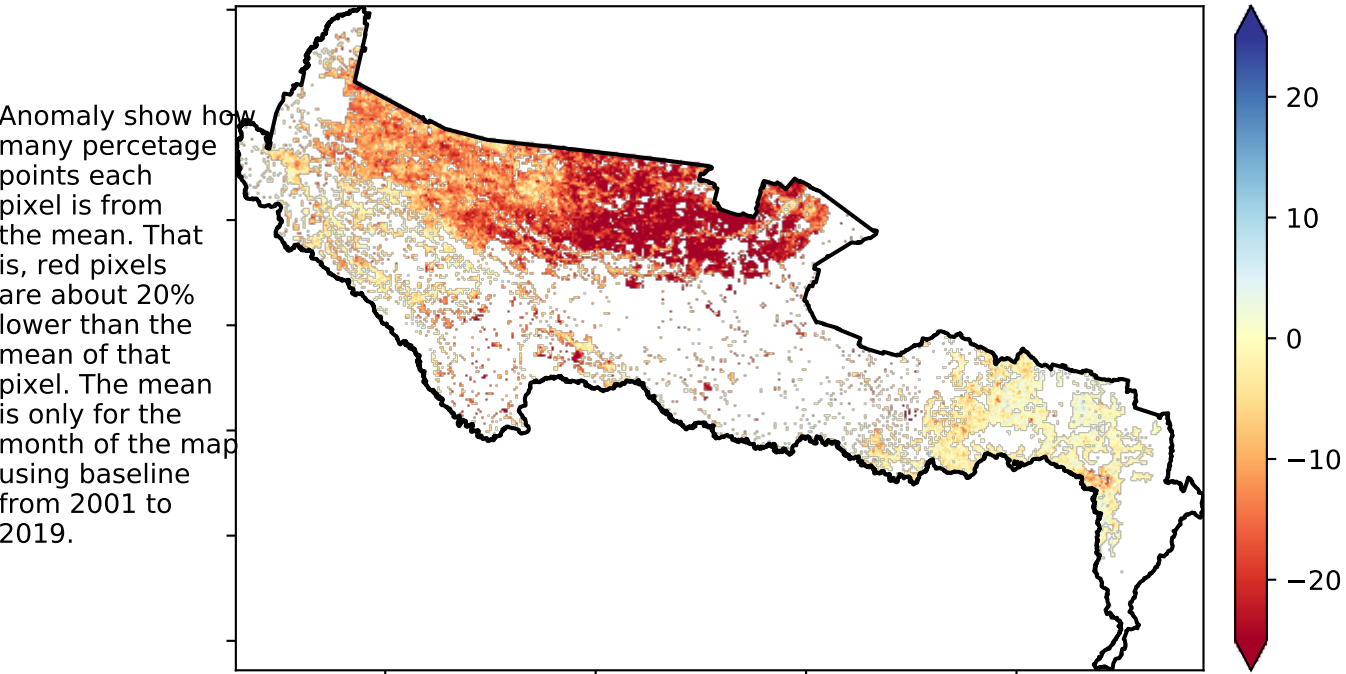 Anomaly show how
many percetage
points each
pixel is from
the mean. That
is, red pixels
are about 20%
lower than the
mean of that
pixel. The mean
is only for the
month of the map
using baseline
from 2001 to
2019.
20
10
0
−10
−20